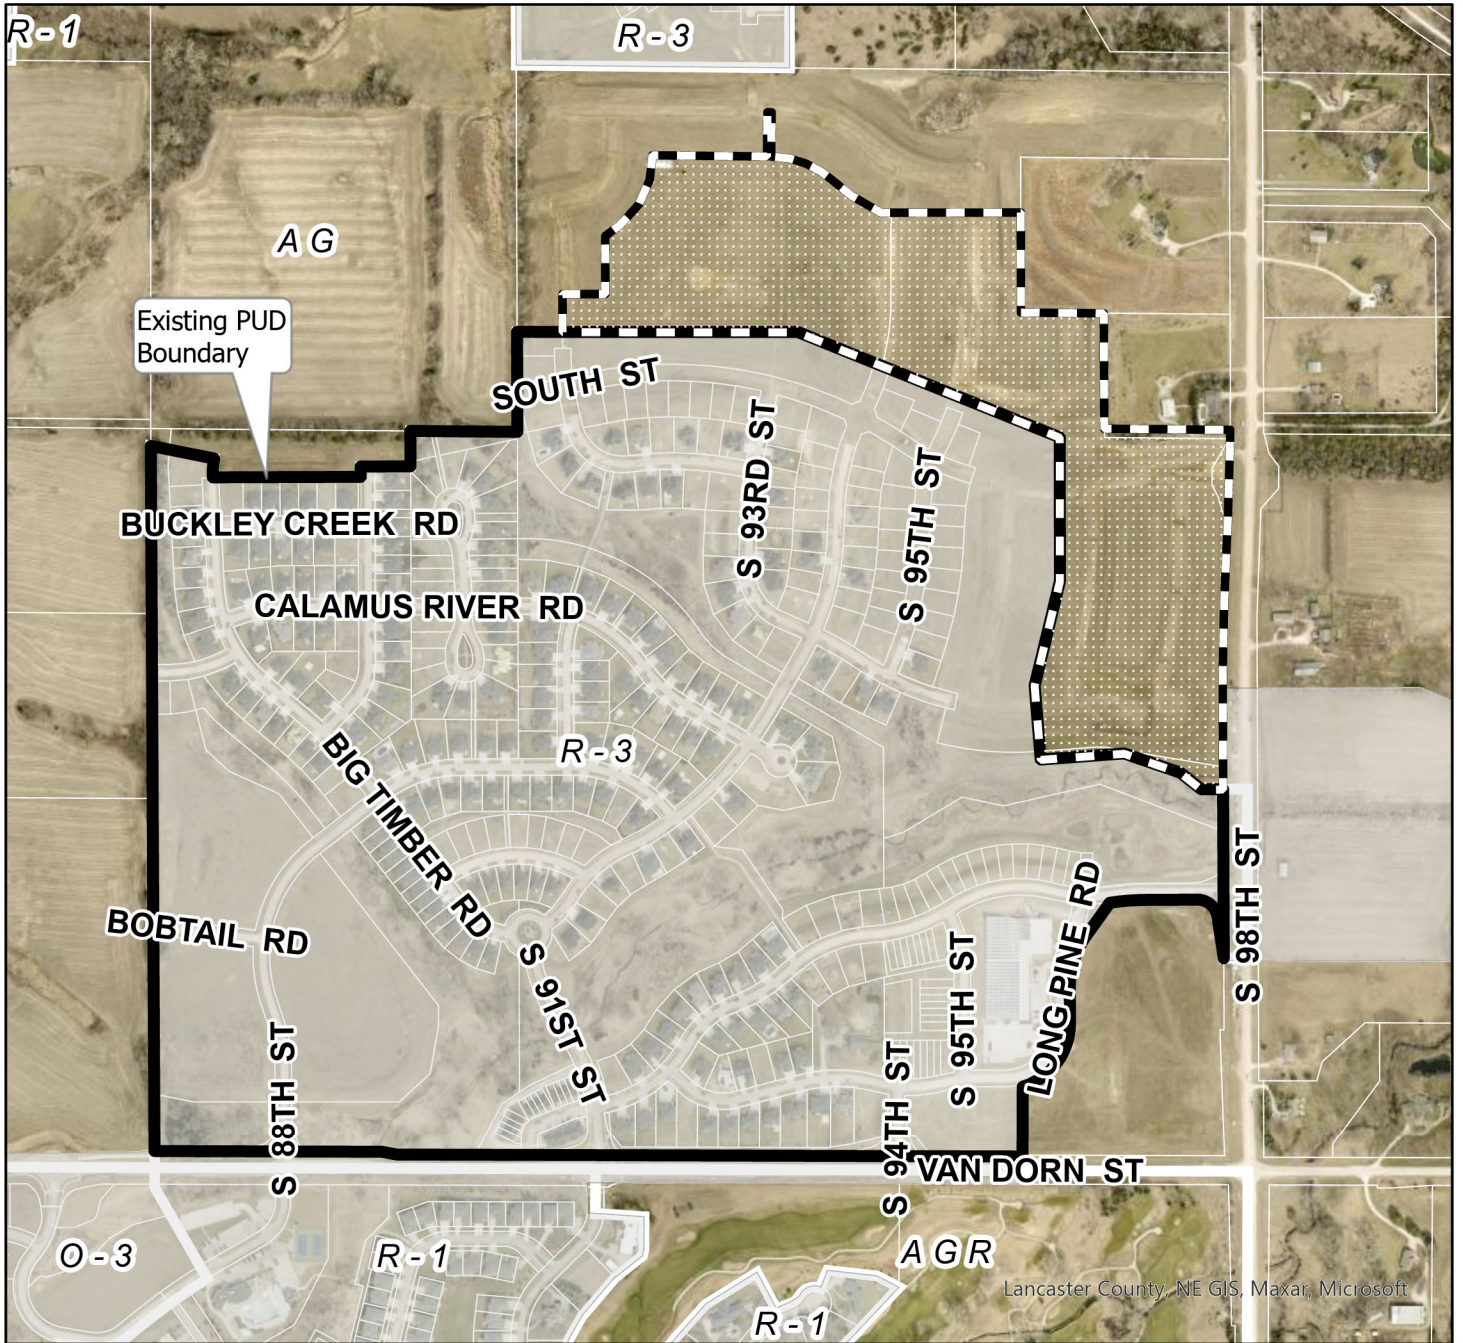 R-1
R-3
AG
Existing PUD
Boundary
SOUTH ST
S 93RD ST
S 95TH ST
BUCKLEY CREEK RD
CALAMUS RIVER RD
R-3
BIG TIMBER RD
S 98TH ST
LONG PINE RD
BOBTAIL RD
S 91ST ST
S 95TH ST
S 88TH ST
S 94TH ST
VAN DORN ST
O-3
R-1
AGR
Lancaster County, NE GIS, Maxar, Microsoft
R-1